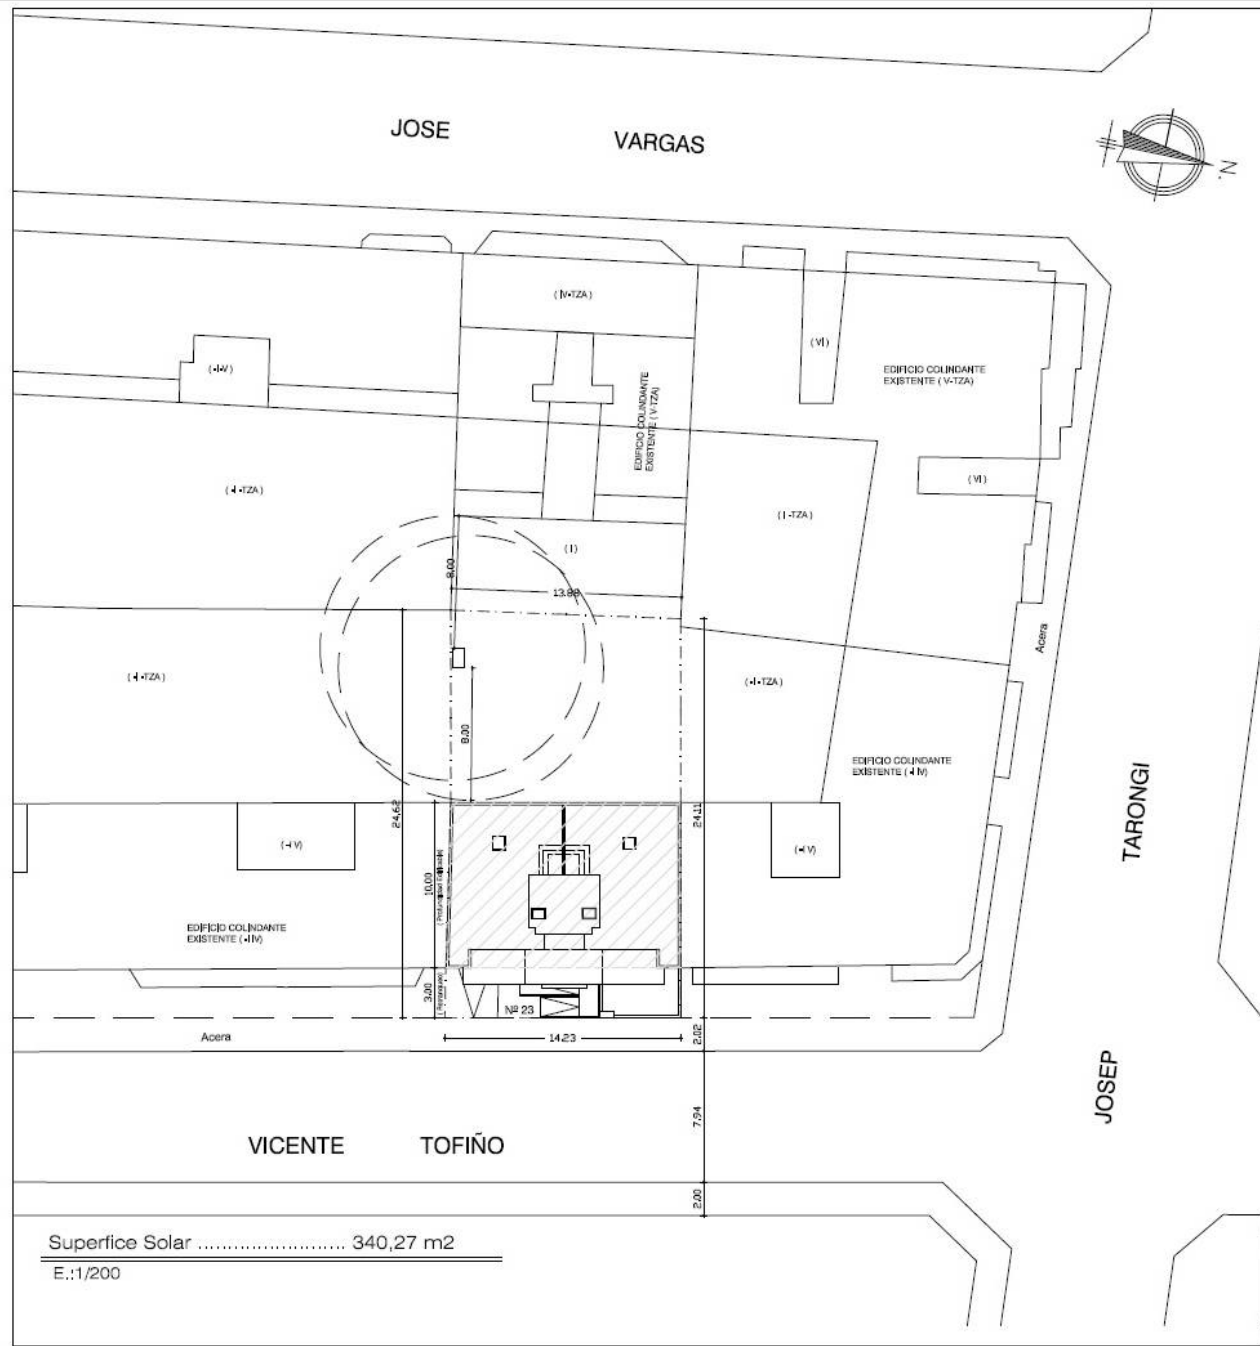 JOSE VARGAS
N.
( IV-TZA )
( VI )
( -I-V )
EDIFICIO COLINDANTE
EXISTENTE ( V-TZA)
EDIFICIO COLINDANTE
EXISTENTE ( V-TZA)
( -I -TZA )
( VI )
( I -TZA )
( I )
8.00
13.88
Acera
( -I -TZA )
( -I -TZA )
8.00
EDIFICIO COLINDANTE
EXISTENTE ( -I IV)
TARONGI
24.62
24.11
( -I V)
( -I V)
10,00
( Profundidad Edificable)
EDIFICIO COLINDANTE
EXISTENTE ( -I IV)
3.00
Nº 23
Acera
14.23
2.02
JOSEP
7.94
VICENTE TOFIÑO
2.00
Superfice Solar ........................ 340,27 m2
E.:1/200